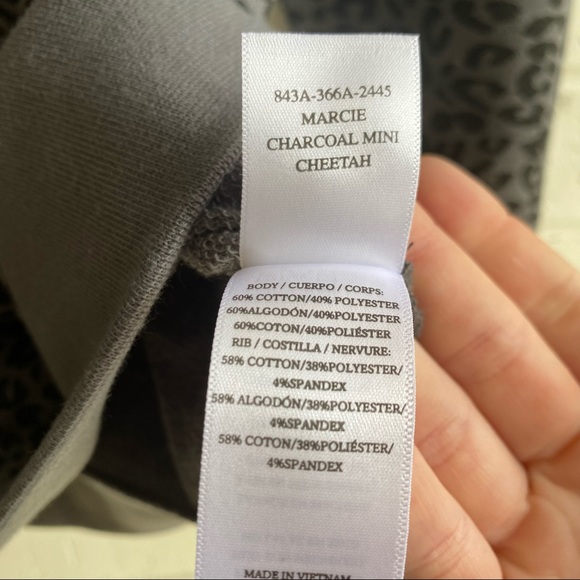 843A-366A-2445
MARCIE
CHARCOAL MINI
CHEETAH
BODY / CUERPO / CORPS:
60% COTTON/40% POLYESTER
60%ALGODÓN/40%POLYESTER
60%COTON/40%POLIÉSTER
RIB / COSTILLA / NERVURE:
58% COTTON/38%POLYESTER/
4%SPANDEX
58% ALGODÓN/38%POLYESTER/
4%SPANDEX
58% COTON/38%POLIÉSTER/
4%SPANDEX
MADE IN VIETNAM